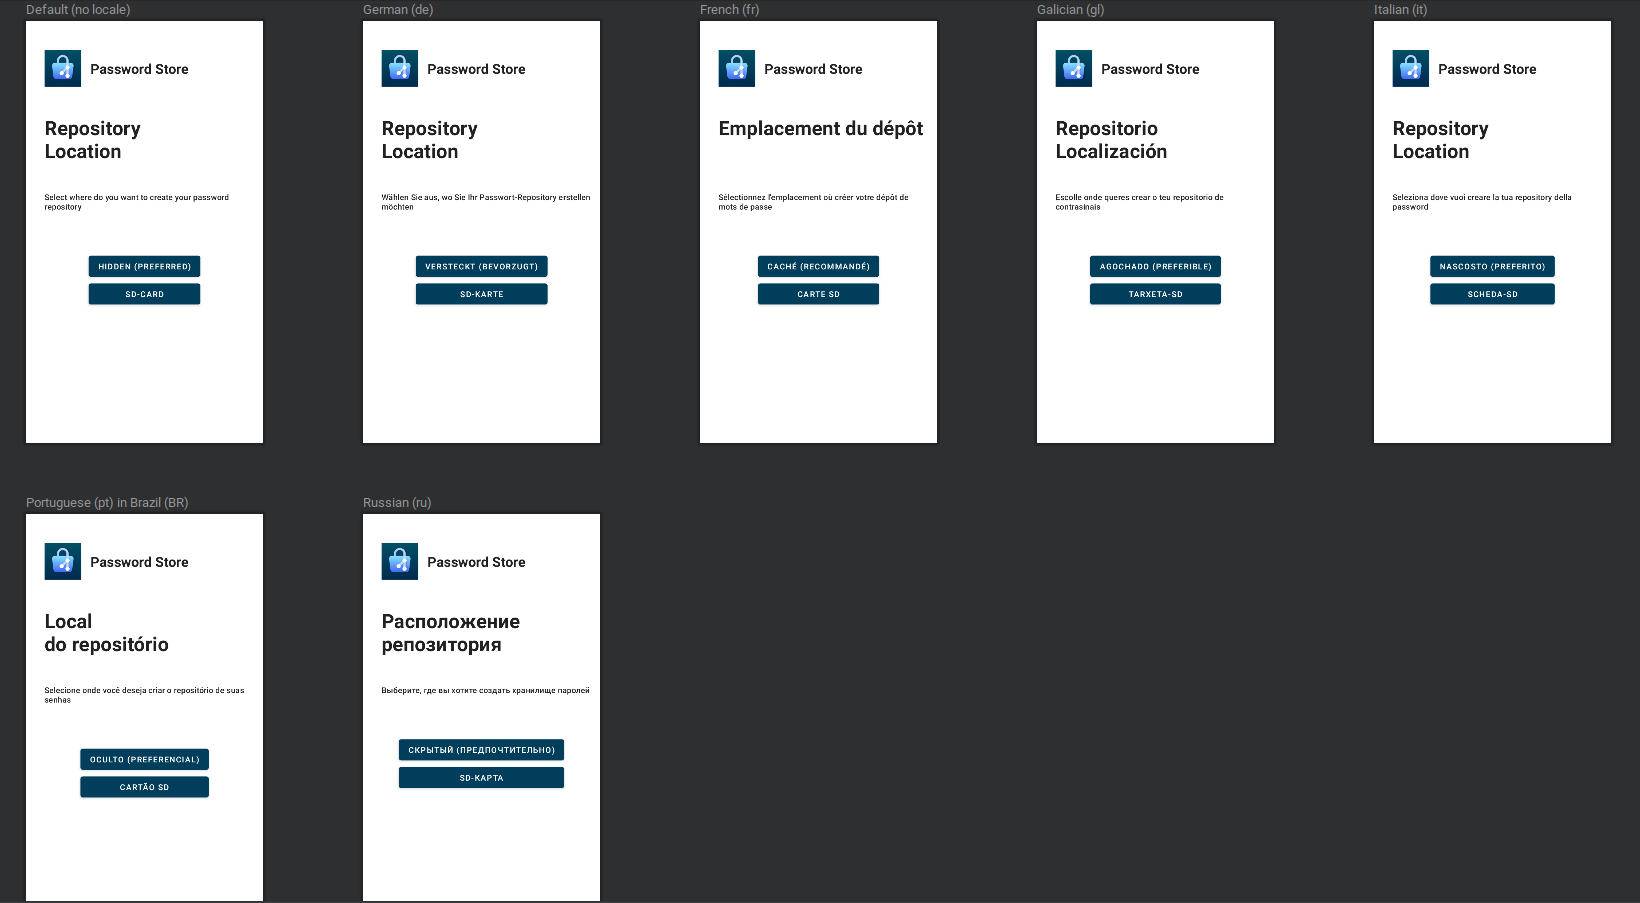 Default (no locale)
Password Store
Repository
Location
Select where do you want to create your password
repository
HIDDEN (PREFERRED)
SD-CARD
German (de)
Password Store
Repository
Location
Wählen Sie aus, wo Sie Ihr Passwort-Repository erstellen
möchten
VERSTECKT (BEVORZUGT)
SD-KARTE
French (fr)
Password Store
Emplacement du dépôt
Sélectionnez l'emplacement où créer votre dépôt de
mots de passe
CACHÉ (RECOMMANDÉ)
CARTE SD
Galician (gl)
Password Store
Repositorio
Localización
Escolle onde queres crear o teu repositorio de
contrasinais
AGOCHADO (PREFERIBLE)
TARXETA-SD
Italian (it)
Password Store
Repository
Location
Seleziona dove vuoi creare la tua repository della
password
NASCOSTO (PREFERITO)
SCHEDA-SD
Portuguese (pt) in Brazil (BR)
Password Store
Local
do repositório
Selecione onde você deseja criar o repositório de suas
senhas
OCULTO (PREFERENCIAL)
CARTÃO SD
Russian (ru)
Password Store
Расположение
репозитория
Выберите, где вы хотите создать хранилище паролей
СКРЫТЫЙ (ПРЕДПОЧТИТЕЛЬНО)
SD-КАРТА